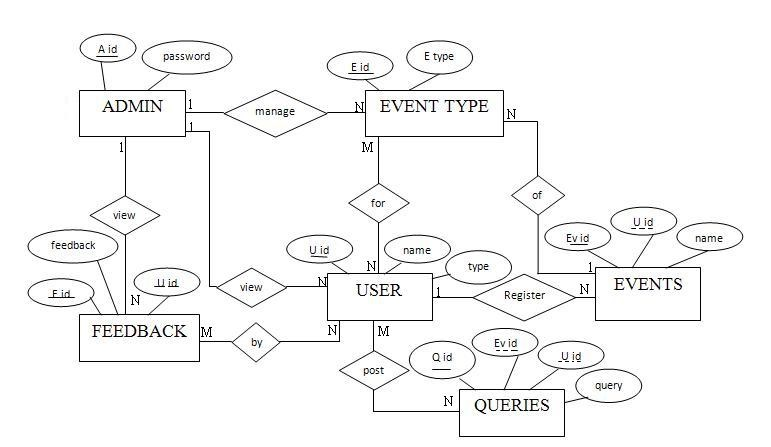 A id
password
E id
E type
ADMIN
1
manage
N
EVENT TYPE
N
1
1
M
view
for
of
feedback
U id
name
Ev id
U id
name
type
F id
U id
N
view
N
N
1
USER
1
Register
N
EVENTS
FEEDBACK
M
by
N
M
post
Q id
Ev id
U id
query
N
QUERIES